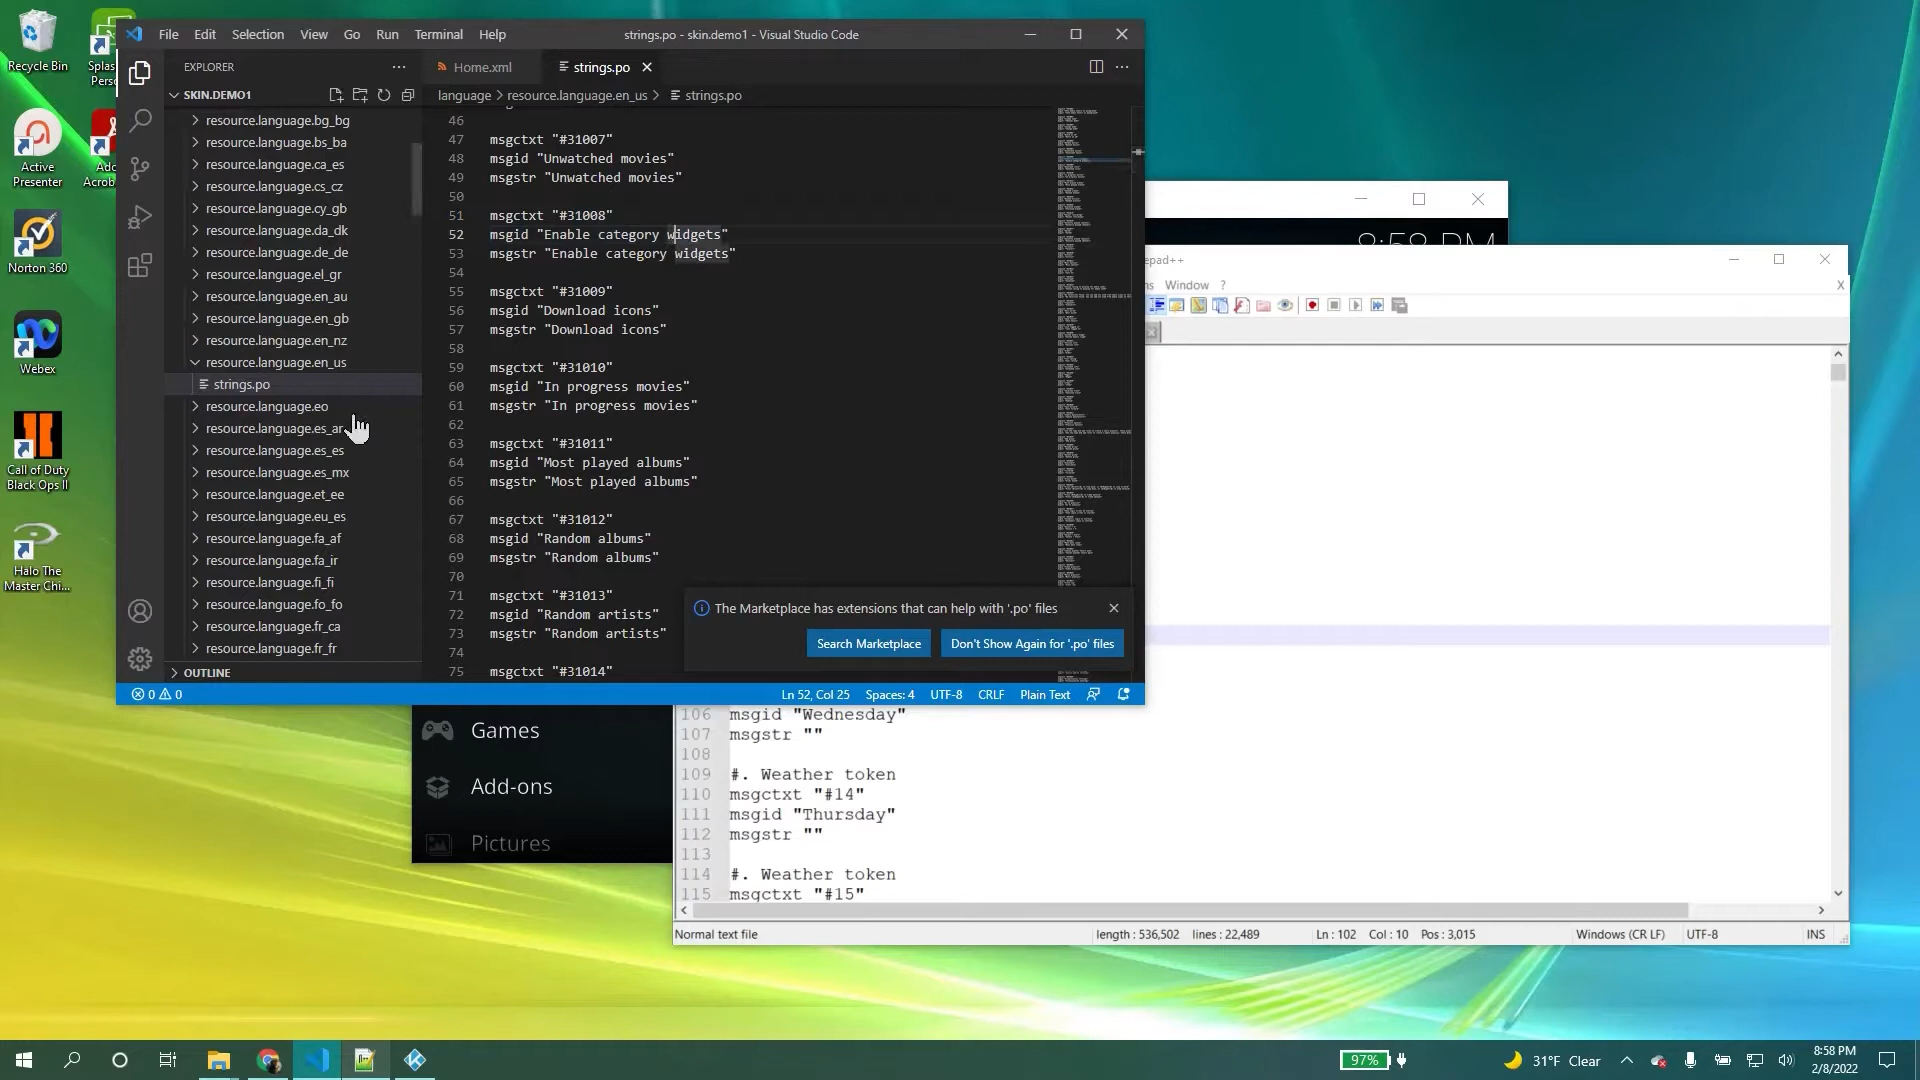 Recycle Bin
Splas
Perso
Active
Presenter
Ado
Acrob
Norton 360
Webex
Call of Duty
Black Ops II
Halo The
Master Chi...
File Edit Selection View Go Run Terminal Help
strings.po - skin.demo1 - Visual Studio Code
EXPLORER
SKIN.DEMO1
resource.language.bg_bg
resource.language.bs_ba
resource.language.ca_es
resource.language.cs_cz
resource.language.cy_gb
resource.language.da_dk
resource.language.de_de
resource.language.el_gr
resource.language.en_au
resource.language.en_gb
resource.language.en_nz
resource.language.en_us
strings.po
resource.language.eo
resource.language.es_ar
resource.language.es_es
resource.language.es_mx
resource.language.et_ee
resource.language.eu_es
resource.language.fa_af
resource.language.fa_ir
resource.language.fi_fi
resource.language.fo_fo
resource.language.fr_ca
resource.language.fr_fr
OUTLINE
Home.xml
strings.po
language > resource.language.en_us > strings.po
46
47 msgctxt "#31007"
48 msgid "Unwatched movies"
49 msgstr "Unwatched movies"
50
51 msgctxt "#31008"
52 msgid "Enable category widgets"
53 msgstr "Enable category widgets"
54
55 msgctxt "#31009"
56 msgid "Download icons"
57 msgstr "Download icons"
58
59 msgctxt "#31010"
60 msgid "In progress movies"
61 msgstr "In progress movies"
62
63 msgctxt "#31011"
64 msgid "Most played albums"
65 msgstr "Most played albums"
66
67 msgctxt "#31012"
68 msgid "Random albums"
69 msgstr "Random albums"
70
71 msgctxt "#31013"
72 msgid "Random artists"
73 msgstr "Random artists"
74
75 msgctxt "#31014"
The Marketplace has extensions that can help with '.po' files
Search Marketplace
Don't Show Again for '.po' files
0 0
Ln 52, Col 25 Spaces: 4 UTF-8 CRLF Plain Text
8:58 PM
epad++
ns Window ? X
Games
Add-ons
Pictures
106 msgid "Wednesday"
107 msgstr ""
108
109 #. Weather token
110 msgctxt "#14"
111 msgid "Thursday"
112 msgstr ""
113
114 #. Weather token
115 msgctxt "#15"
Normal text file
length : 536,502 lines : 22,489
Ln : 102 Col : 10 Pos : 3,015
Windows (CR LF) UTF-8 INS
97%
31°F Clear
8:58 PM
2/8/2022